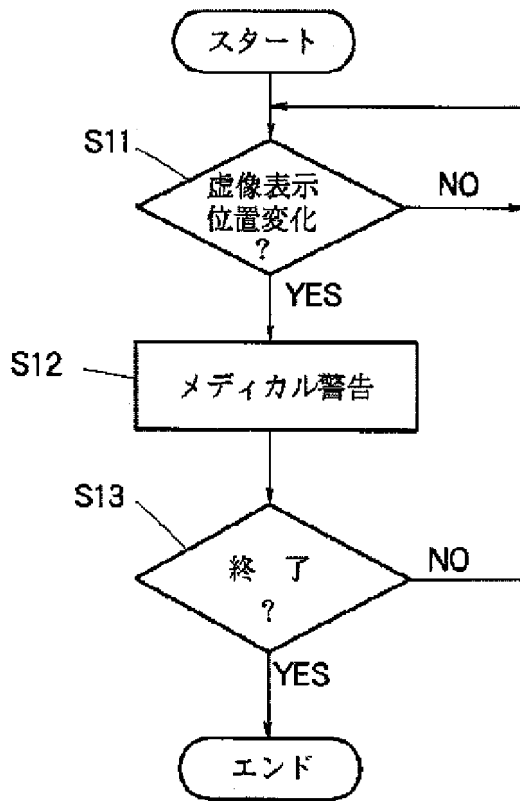 スタート
S11
虚像表示
位置変化
?
NO
YES
S12
メディカル警告
S13
終 了
?
NO
YES
エンド